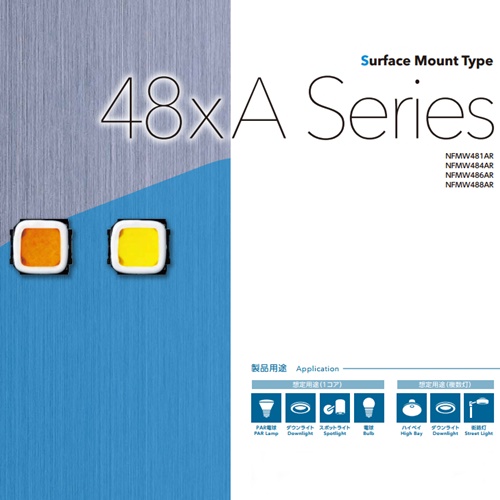 Surface Mount Type
48xA Series
NFMW481AR
NFMW484AR
NFMW486AR
NFMW488AR
製品用途 Application
想定用途(1コア) 想定用途(複数灯)
PAR電球 ダウンライト スポットライト 電球 ハイベイ ダウンライト 街路灯
PAR Lamp Downlight Spotlight Bulb High Bay Downlight Street Light